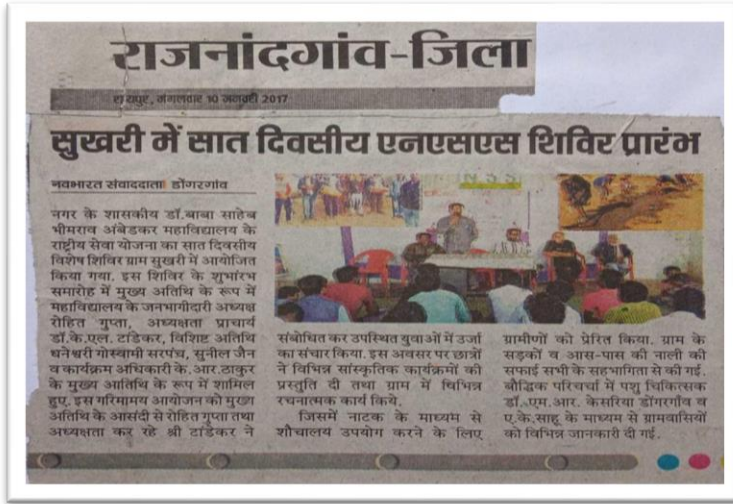 राजनांदगांव-जिला
रायपुर, मंगलवार 10 जनवरी 2017
सुखरी में सात दिवसीय एनएसएस शिविर प्रारंभ
नवभारत संवाददाता| डोंगरगांव
नगर के शासकीय डॉ.बाबा साहेब
भीमराव अंबेडकर महाविद्यालय के
राष्ट्रीय सेवा योजना का सात दिवसीय
विशेष शिविर ग्राम सुखरी में आयोजित
किया गया. इस शिविर के शुभारंभ
समारोह में मुख्य अतिथि के रूप में
महाविद्यालय के जनभागीदारी अध्यक्ष
रोहित गुप्ता, अध्यक्षता प्राचार्य
डॉ.के.एल. टांडेकर, विशिष्ट अतिथि
धनेश्वरी गोस्वामी सरपंच, सुनील जैन
व कार्यक्रम अधिकारी के.आर.ठाकुर
के मुख्य आतिथि के रूप में शामिल
हुए. इस गरिमामय आयोजन को मुख्य
अतिथि के आसंदी से रोहित गुप्ता तथा
अध्यक्षता कर रहे श्री टांडेकर ने
NSS
संबोधित कर उपस्थित युवाओं में उर्जा
का संचार किया. इस अवसर पर छात्रों
ने विभिन्न सांस्कृतिक कार्यक्रमों की
प्रस्तुति दी तथा ग्राम में विभिन्न
रचनात्मक कार्य किये.
जिसमें नाटक के माध्यम से
शौचालय उपयोग करने के लिए
ग्रामीणों को प्रेरित किया. ग्राम के
सड़कों व आस-पास की नाली की
सफाई सभी के सहभागिता से की गई.
बौद्धिक परिचर्चा में पशु चिकित्सक
डॉ. एम.आर. केसरिया डोंगरगाँव व
ए.के.साहू के माध्यम से ग्रामवासियों
को विभिन्न जानकारी दी गई.